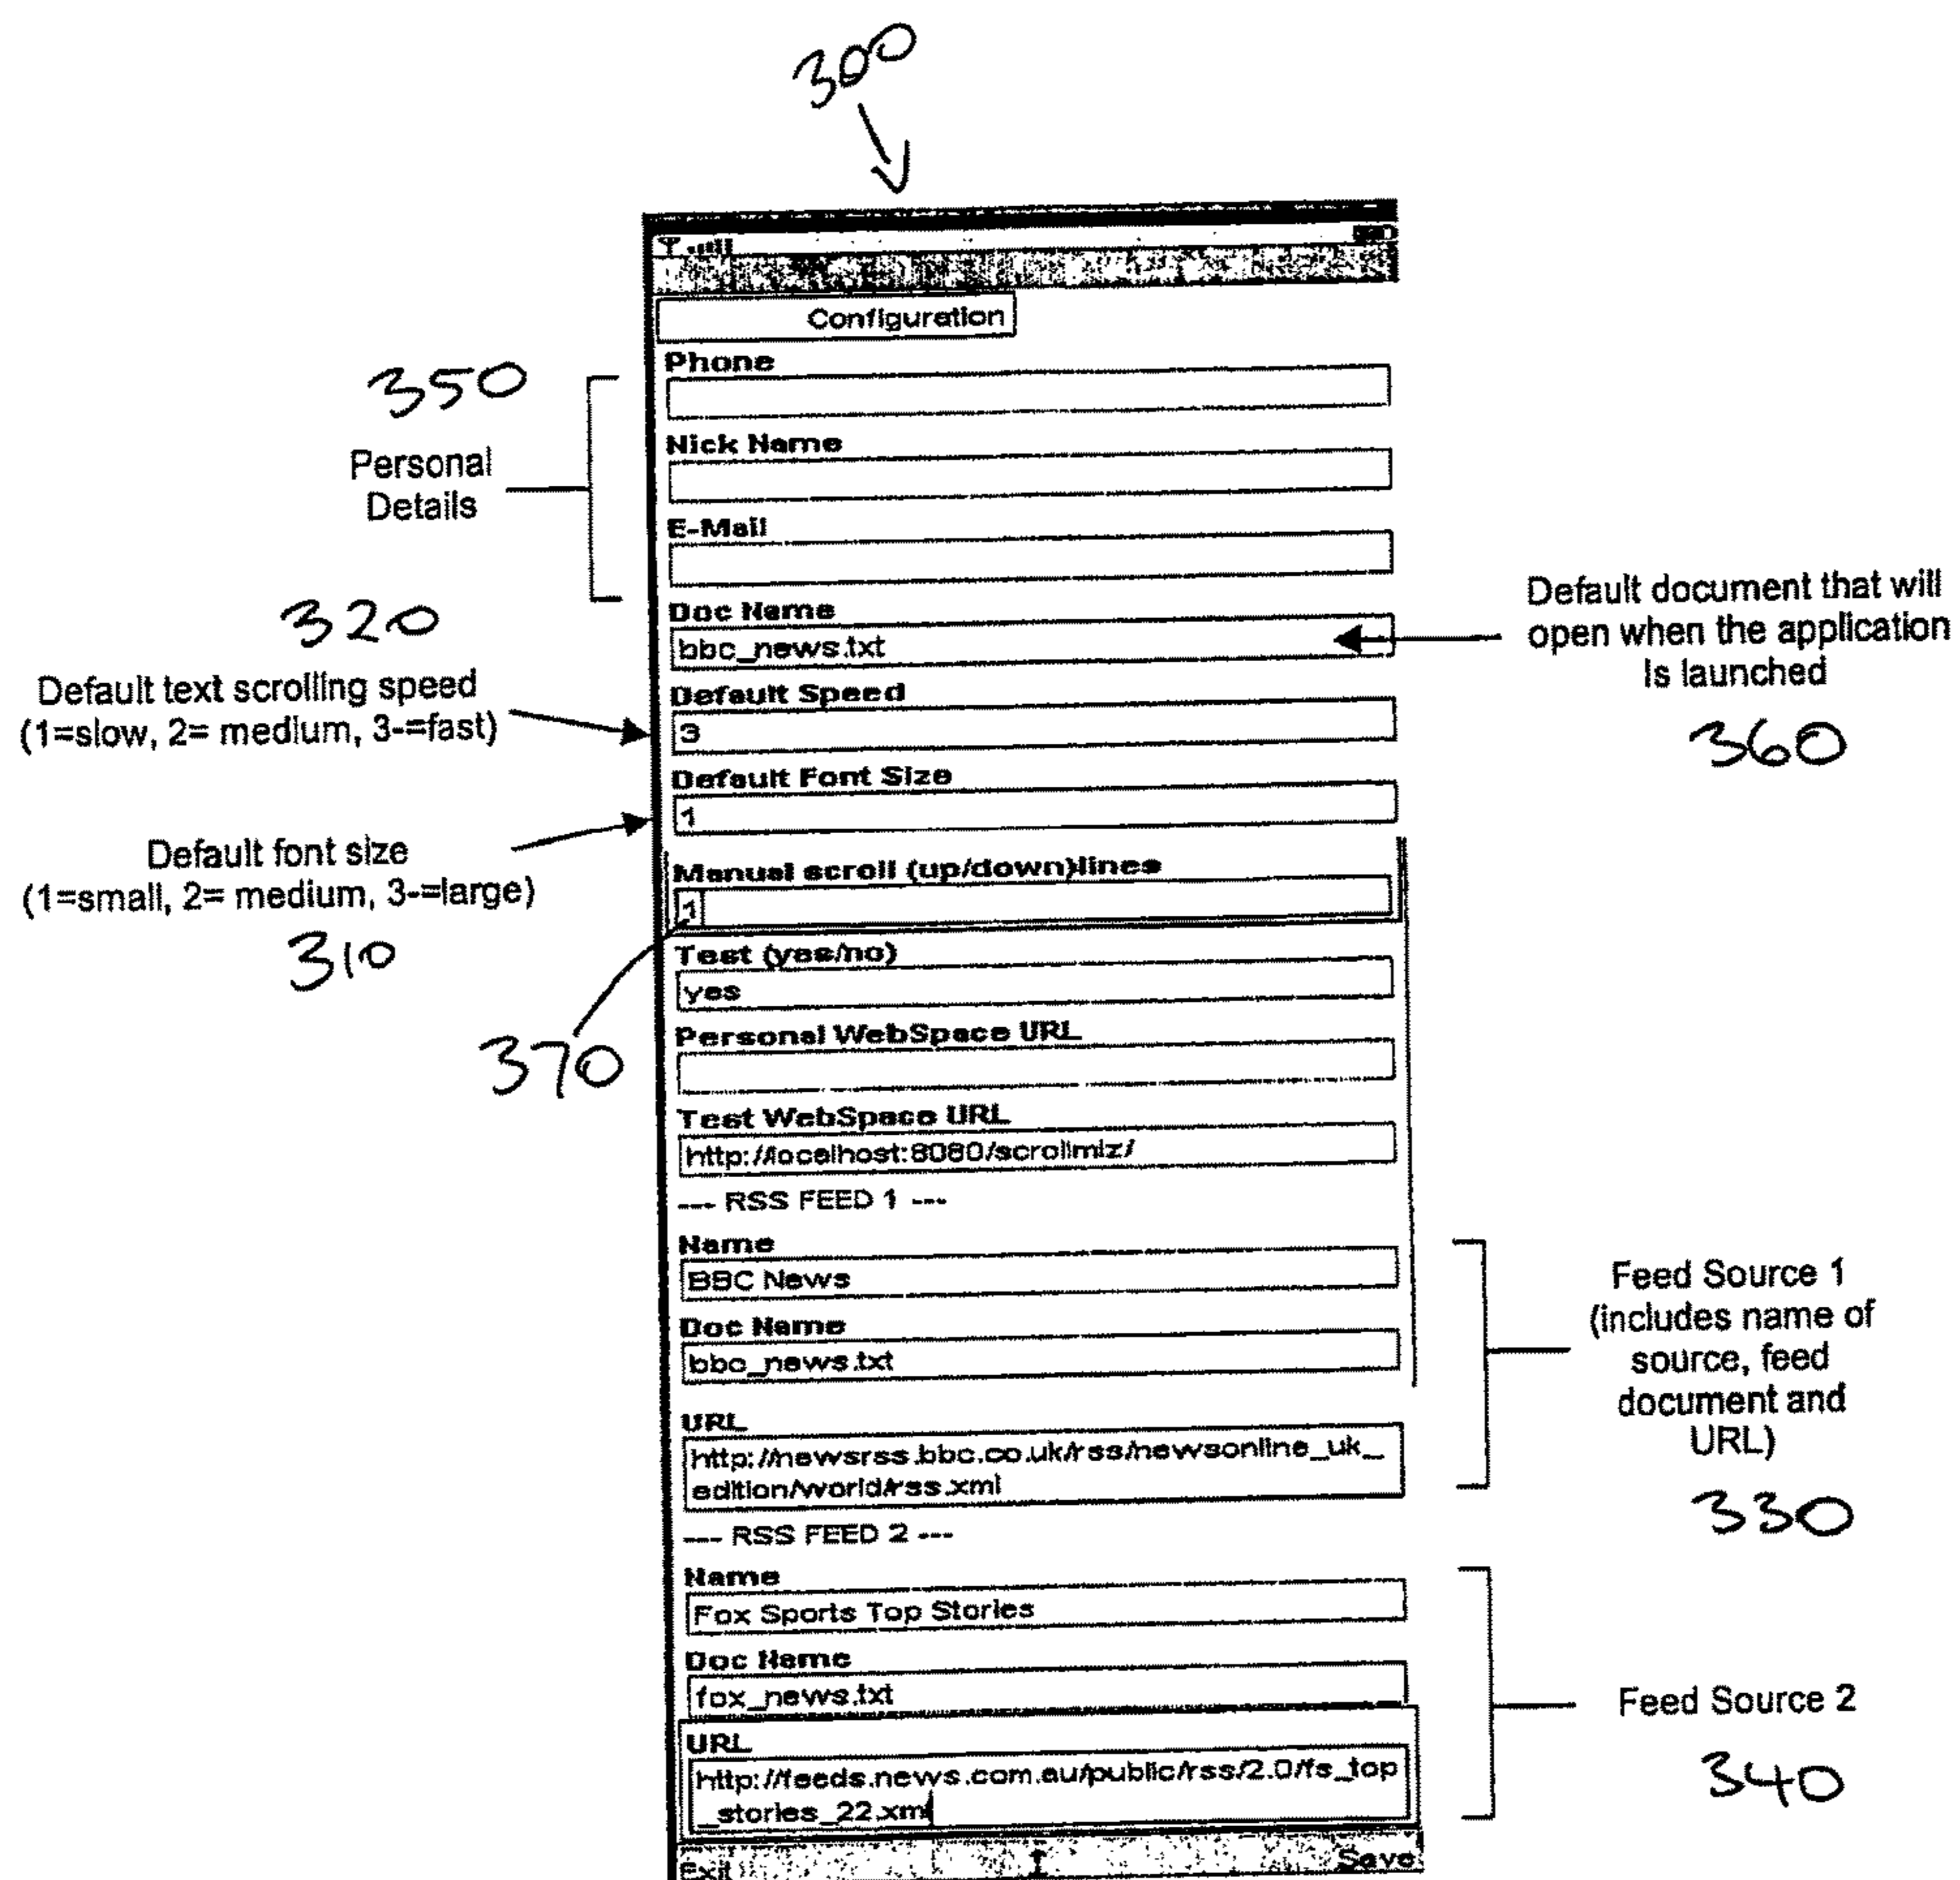 300
Configuration
Phone
350
Personal
Details
Nick Name
E-Mail
Doc Name
bbc_news.txt
Default document that will
open when the application
Is launched
360
320
Default text scrolling speed
(1=slow, 2= medium, 3-=fast)
Default Speed
3
Default Font Size
1
Default font size
(1=small, 2= medium, 3-=large)
310
Manual scroll (up/down)lines
1
370
Test (yes/no)
yes
Personal WebSpace URL
Test WebSpace URL
http://localhost:8080/scrollmiz/
--- RSS FEED 1 ---
Name
BBC News
Doc Name
bbc_news.txt
URL
http://newsrss.bbc.co.uk/rss/newsonline_uk_
edition/world/rss.xml
Feed Source 1
(includes name of
source, feed
document and
URL)
330
--- RSS FEED 2 ---
Name
Fox Sports Top Stories
Doc Name
fox_news.txt
URL
http://feeds.news.com.au/public/rss/2.0/fs_top
_stories_22.xml
Feed Source 2
340
Exit
Save